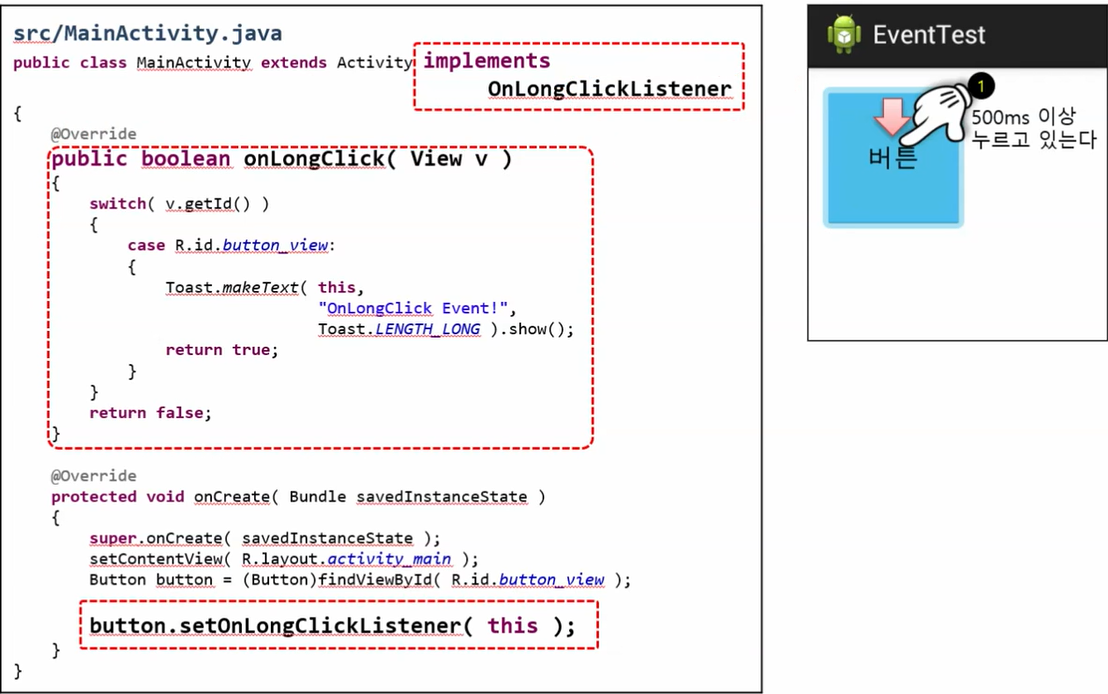 src/MainActivity.java
public class MainActivity extends Activity implements
OnLongClickListener
{
@Override
public boolean onLongClick( View v )
{
switch( v.getId() )
{
case R.id.button_view:
{
Toast.makeText( this,
"OnLongClick Event!",
Toast.LENGTH_LONG ).show();
return true;
}
}
return false;
}
@Override
protected void onCreate( Bundle savedInstanceState )
{
super.onCreate( savedInstanceState );
setContentView( R.layout.activity_main );
Button button = (Button)findViewById( R.id.button_view );
button.setOnLongClickListener( this );
}
}
EventTest
1
500ms 이상
누르고 있는다
버튼